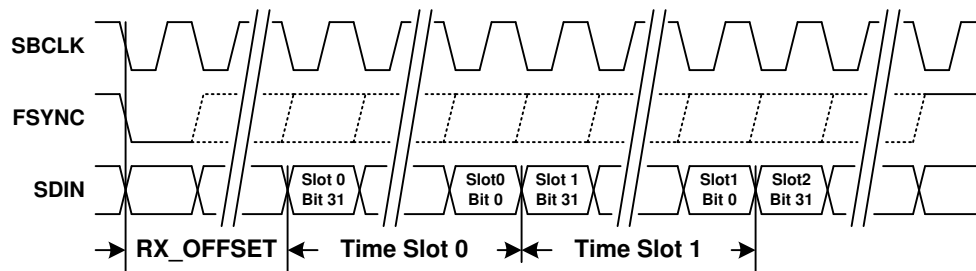 SBCLK
FSYNC
SDIN
Slot 0
Bit 31
Slot0
Bit 0
Slot 1
Bit 31
Slot1
Bit 0
Slot2
Bit 31
RX_OFFSET
Time Slot 0
Time Slot 1